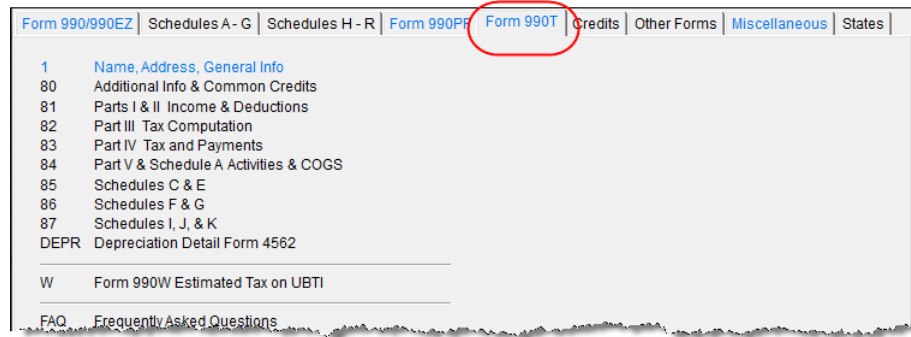 Form 990/990EZ Schedules A - G Schedules H - R Form 990PF Form 990T Credits Other Forms Miscellaneous States
1 Name, Address, General Info
80 Additional Info & Common Credits
81 Parts I & II Income & Deductions
82 Part III Tax Computation
83 Part IV Tax and Payments
84 Part V & Schedule A Activities & COGS
85 Schedules C & E
86 Schedules F & G
87 Schedules I, J, & K
DEPR Depreciation Detail Form 4562
W Form 990W Estimated Tax on UBTI
FAQ Frequently Asked Questions